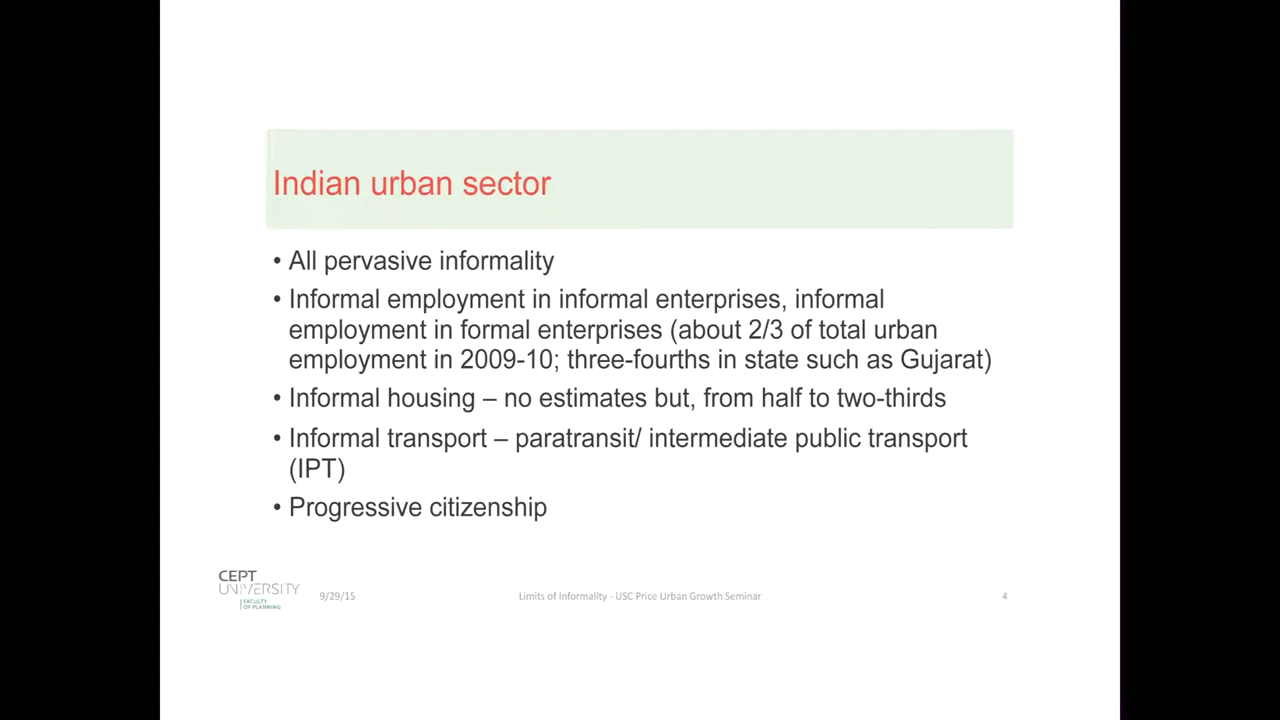 Indian urban sector
• All pervasive informality
• Informal employment in informal enterprises, informal
employment in formal enterprises (about 2/3 of total urban
employment in 2009-10; three-fourths in state such as Gujarat)
• Informal housing – no estimates but, from half to two-thirds
• Informal transport – paratransit/ intermediate public transport
(IPT)
• Progressive citizenship
CEPT
UNIVERSITY
FACULTY
OF PLANNING
9/29/15
Limits of Informality - USC Price Urban Growth Seminar
4